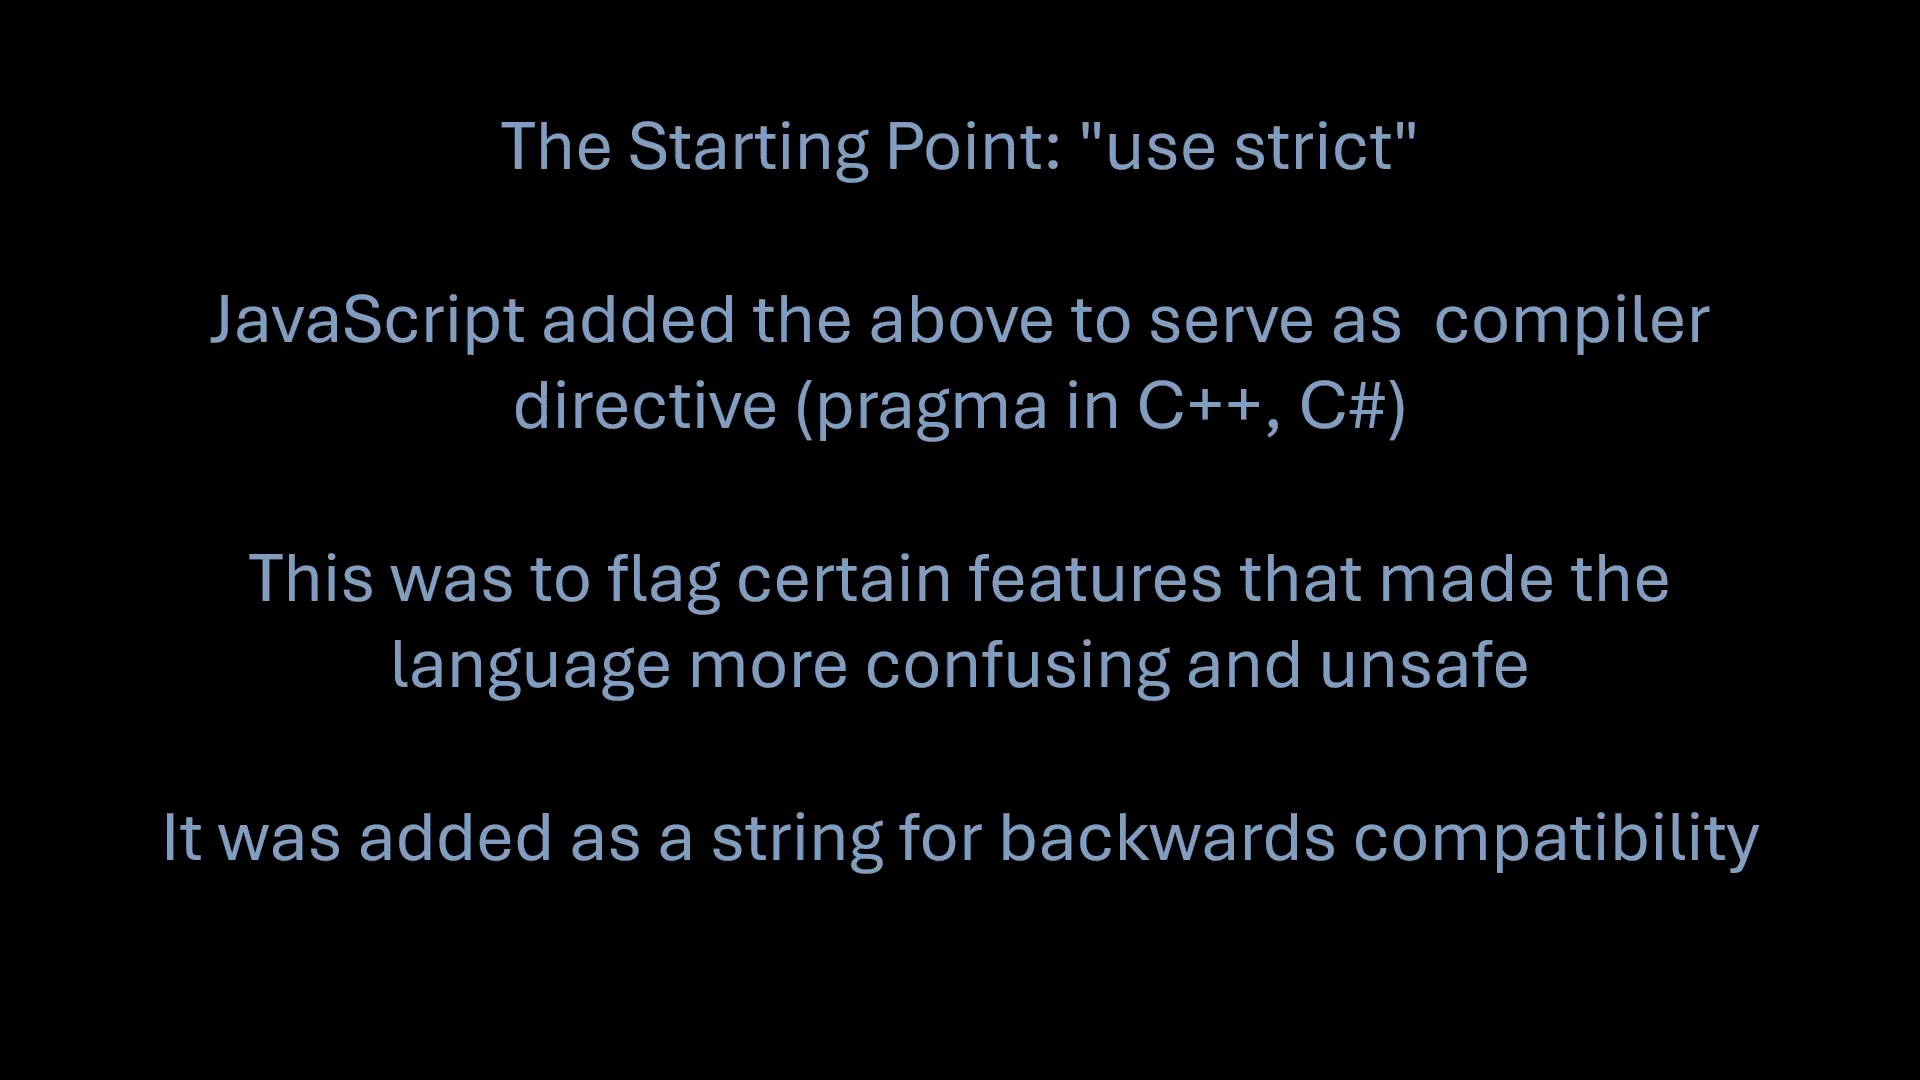 The Starting Point: "use strict"
JavaScript added the above to serve as  compiler
directive (pragma in C++, C#)
This was to flag certain features that made the
language more confusing and unsafe
It was added as a string for backwards compatibility